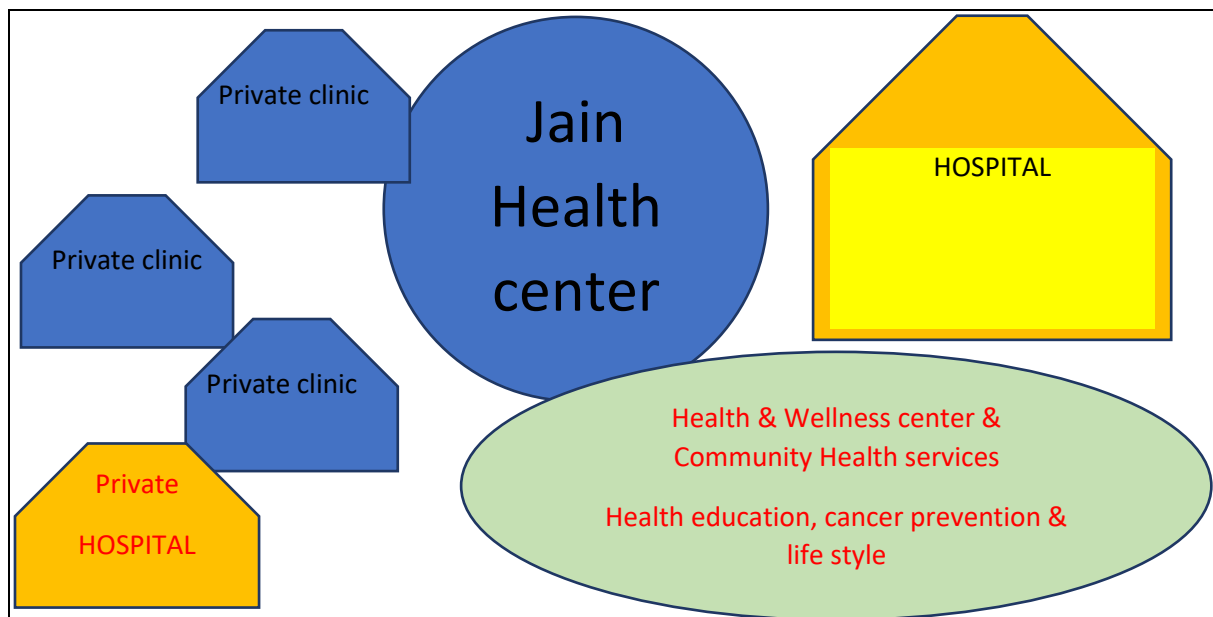 Private clinic
Jain
Health
center
HOSPITAL
Private clinic
Private clinic
Private
HOSPITAL
Health & Wellness center &
Community Health services
Health education, cancer prevention &
life style